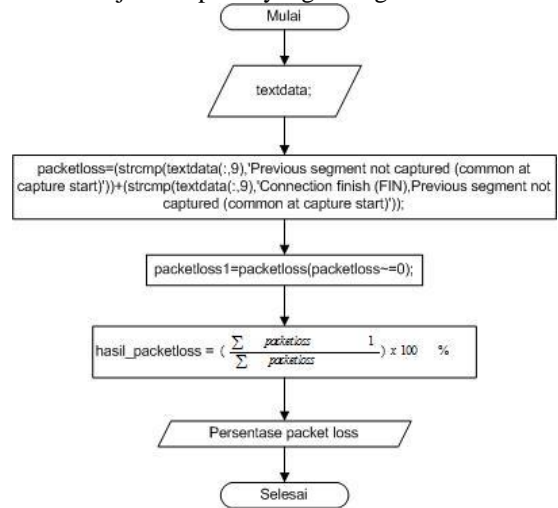 Mulai
textdata;
packetloss=(strcmp(textdata(:,9),'Previous segment not captured (common at
capture start)'))+(strcmp(textdata(:,9),'Connection finish (FIN),Previous segment not
captured (common at capture start)'));
packetloss1=packetloss(packetloss~=0);
hasil_packetloss = ( ∑ packetloss 1
∑ packetloss ) x 100 %
Persentase packet loss
Selesai